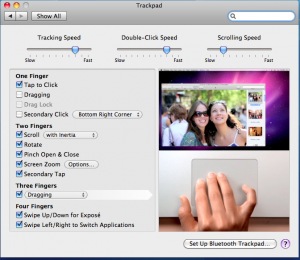 Trackpad
Show All
Tracking Speed
Double-Click Speed
Scrolling Speed
Slow
Fast
Slow
Fast
Slow
Fast
One Finger
Tap to Click
Dragging
Drag Lock
Secondary Click
Bottom Right Corner
Two Fingers
Scroll
with Inertia
Rotate
Pinch Open & Close
Screen Zoom
Options...
Secondary Tap
Three Fingers
Dragging
Four Fingers
Swipe Up/Down for Exposé
Swipe Left/Right to Switch Applications
Set Up Bluetooth Trackpad...
?